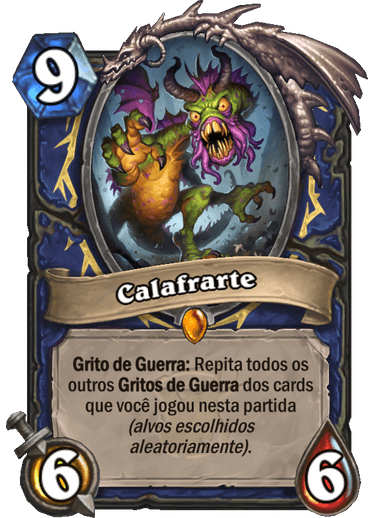 9
Calafrarte
Grito de Guerra: Repita todos os
outros Gritos de Guerra dos cards
que você jogou nesta partida
(alvos escolhidos
aleatoriamente).
6
6